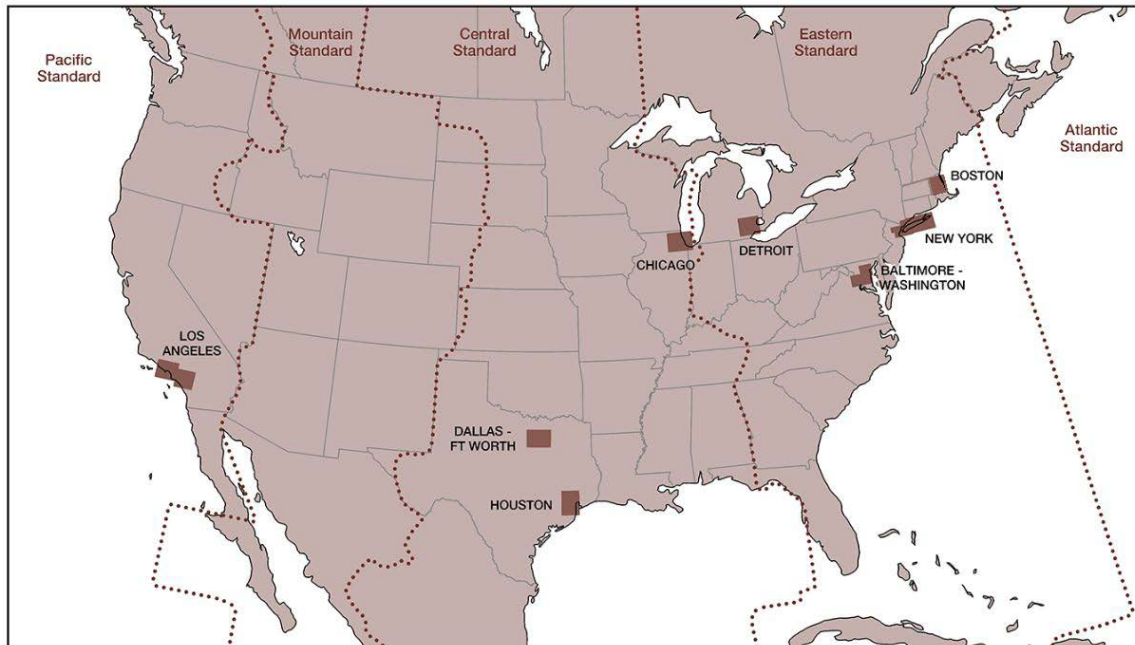 Pacific
Standard
Mountain
Standard
Central
Standard
Eastern
Standard
Atlantic
Standard
BOSTON
NEW YORK
DETROIT
CHICAGO
BALTIMORE -
WASHINGTON
LOS
ANGELES
DALLAS -
FT WORTH
HOUSTON